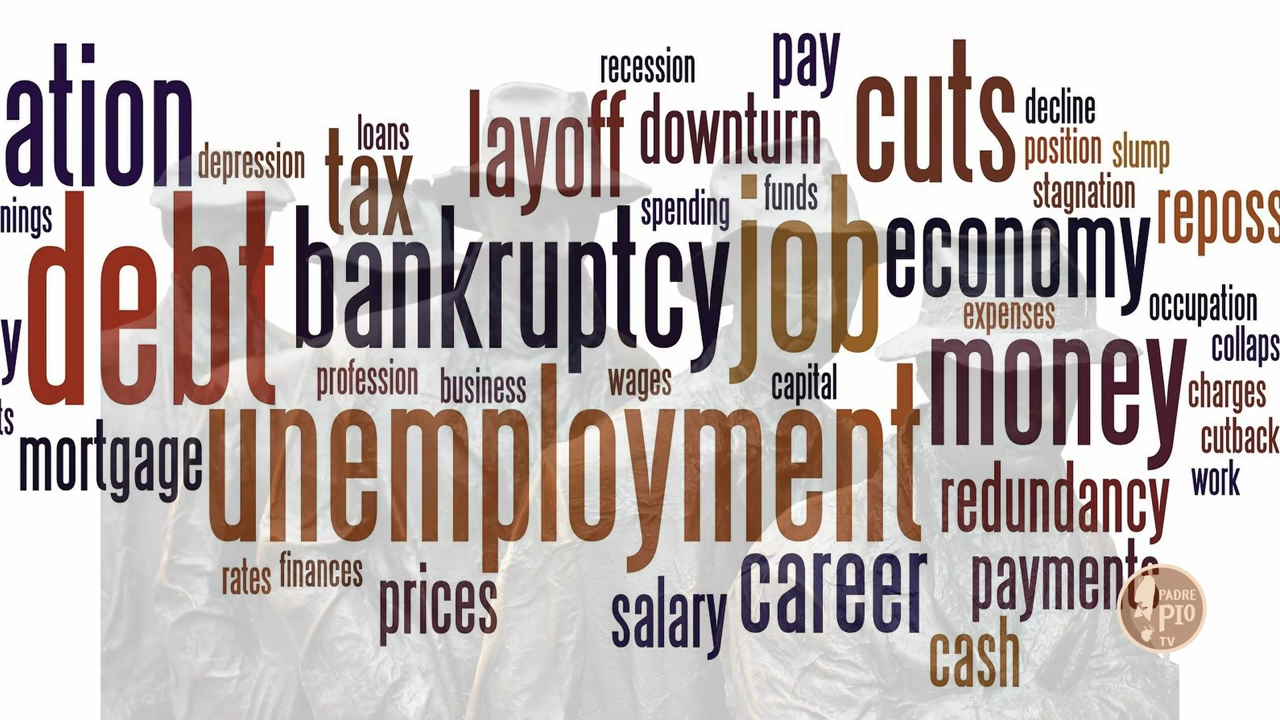 recession
pay
ation
layoff
downturn
cuts
decline
depression
loans
tax
position
slump
nings
spending
funds
stagnation
reposs
debt
bankruptcy
job
economy
expenses
occupation
y
collaps
profession
business
wages
capital
money
charges
ts
mortgage
unemployment
cutback
work
redundancy
rates
finances
prices
salary
career
payments
cash
PADRE
PIO
TV